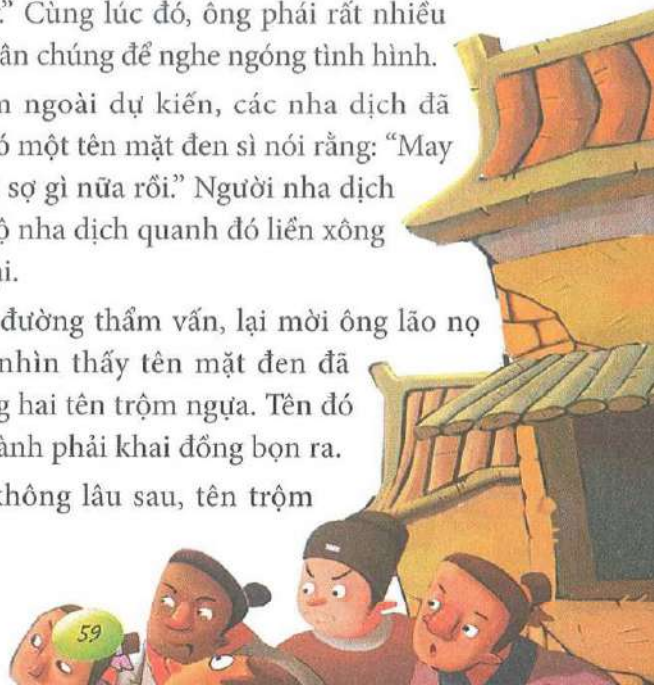 .” Cùng lúc đó, ông phái rất nhiều
ân chúng để nghe ngóng tình hình.
n ngoài dự kiến, các nha dịch đã
ó một tên mặt đen sì nói rằng: “May
sợ gì nữa rồi.” Người nha dịch
ộ nha dịch quanh đó liền xông
ại.
đường thẩm vấn, lại mời ông lão nọ
nhìn thấy tên mặt đen đã
g hai tên trộm ngựa. Tên đó
ành phải khai đồng bọn ra.
không lâu sau, tên trộm
59